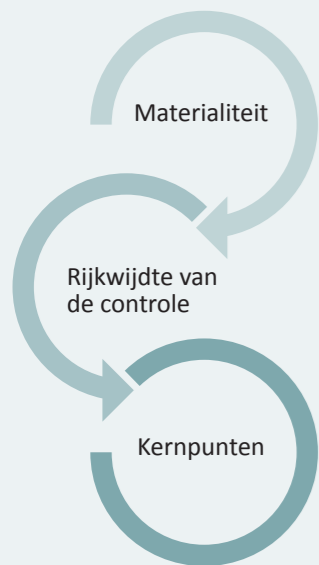 Materialiteit
Rijkwijdte van
de controle
Kernpunten